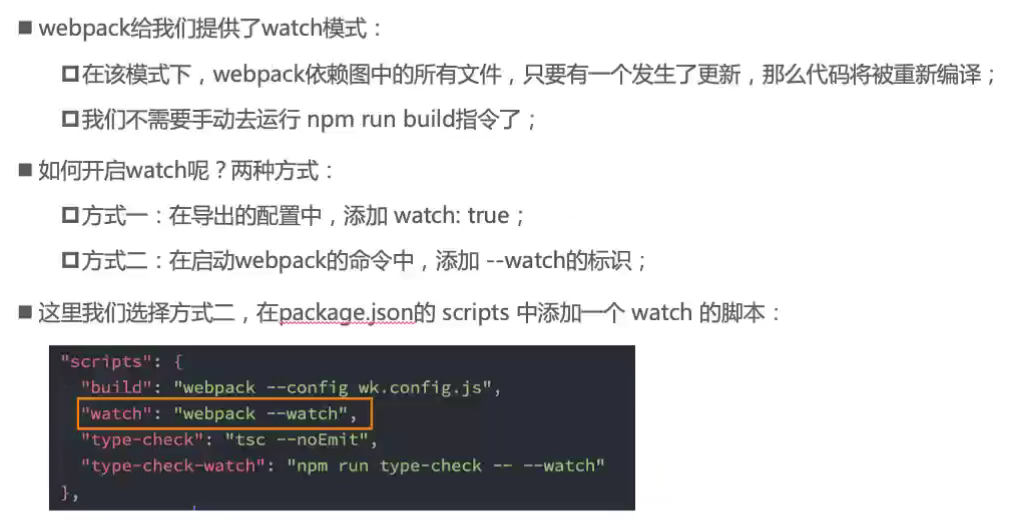 webpack给我们提供了watch模式：
在该模式下，webpack依赖图中的所有文件，只要有一个发生了更新，那么代码将被重新编译；
我们不需要手动去运行 npm run build指令了；
如何开启watch呢？两种方式：
方式一：在导出的配置中，添加 watch: true；
方式二：在启动webpack的命令中，添加 --watch的标识；
这里我们选择方式二，在package.json的 scripts 中添加一个 watch 的脚本：
"scripts": {
"build": "webpack --config wk.config.js",
"watch": "webpack --watch",
"type-check": "tsc --noEmit",
"type-check-watch": "npm run type-check -- --watch"
},